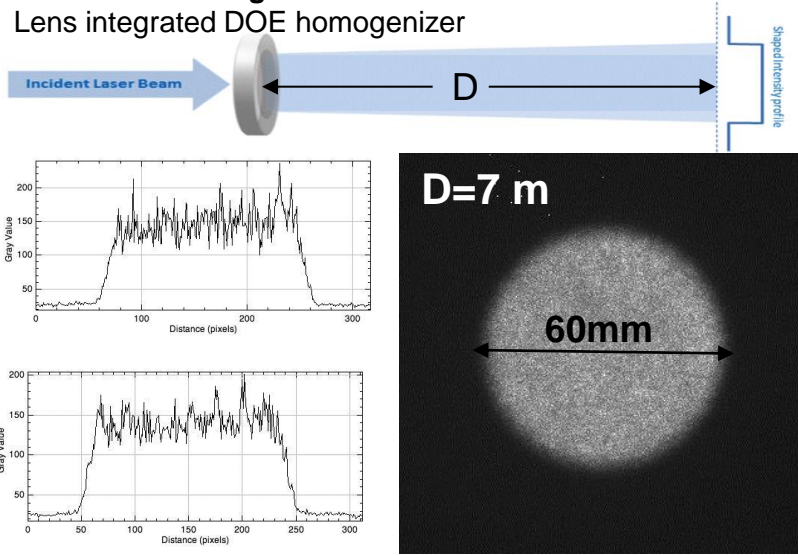 Lens integrated DOE homogenizer
Incident Laser Beam
D
Shaped Intensity profile
200
150
100
50
Gray Value
0 100 200 300
Distance (pixels)
200
150
100
50
Gray Value
0 50 100 150 200 250 300
Distance (pixels)
D=7 m
60mm